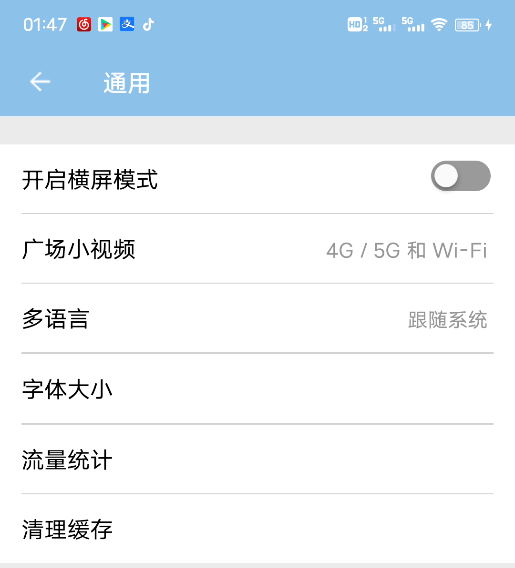 01:47 HD 1 2 5G 5G 85
通用
开启横屏模式
广场小视频 4G / 5G 和 Wi-Fi
多语言 跟随系统
字体大小
流量统计
清理缓存